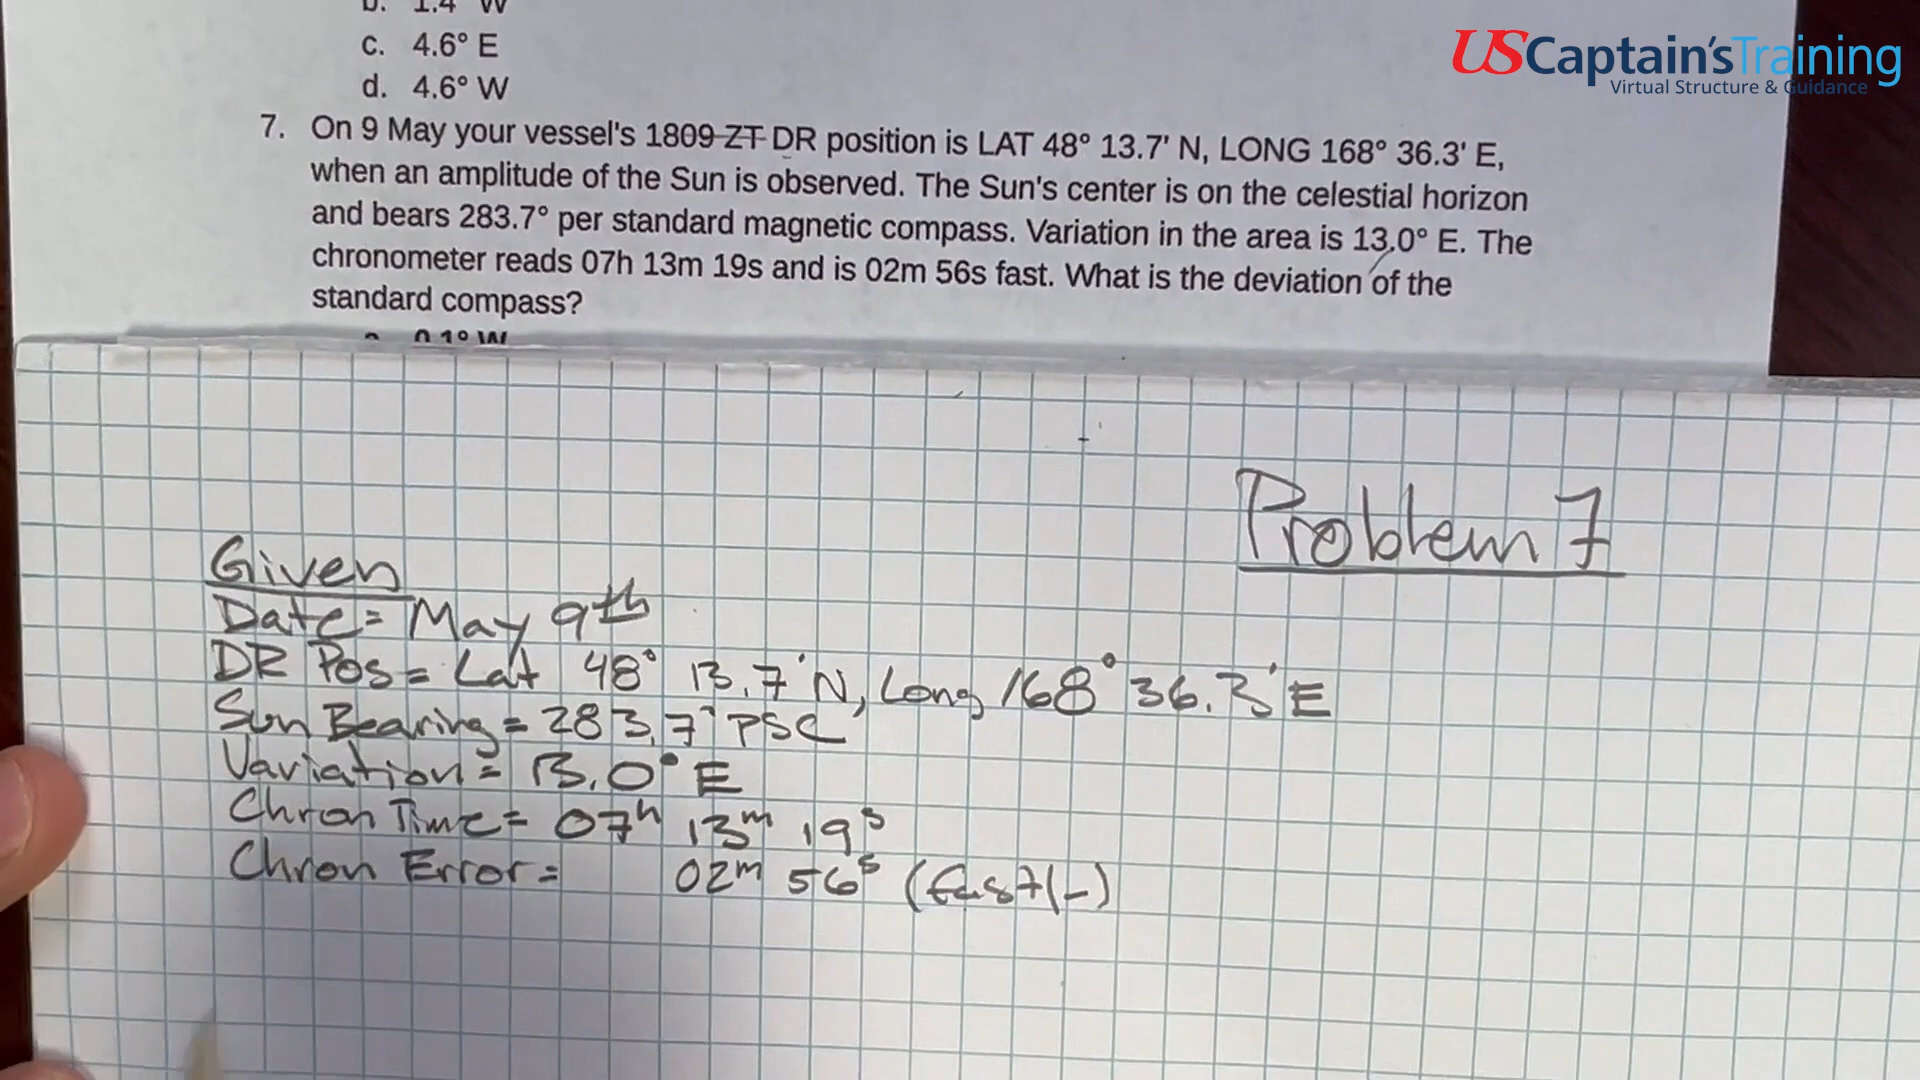 b. 1.4° W
c. 4.6° E
d. 4.6° W
USCaptain'sTraining
Virtual Structure & Guidance
7. On 9 May your vessel's 1809 ZT DR position is LAT 48° 13.7' N, LONG 168° 36.3' E,
when an amplitude of the Sun is observed. The Sun's center is on the celestial horizon
and bears 283.7° per standard magnetic compass. Variation in the area is 13.0° E. The
chronometer reads 07h 13m 19s and is 02m 56s fast. What is the deviation of the
standard compass?
a. 0.1° W
Problem 7
Given
Date = May 9th
DR Pos = Lat 48° 13.7' N, Long 168° 36.3' E
Sun Bearing = 283.7° PSC
Variation = 13.0° E
Chron Time = 07h 13m 19s
Chron Error = 02m 56s (fast/-)